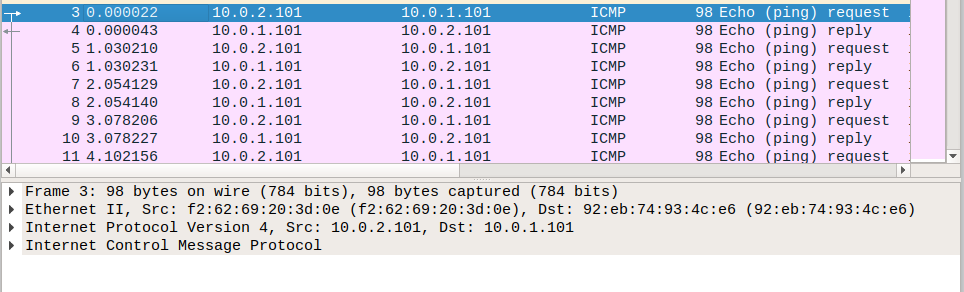 3 0.000022 10.0.2.101 10.0.1.101 ICMP 98 Echo (ping) request
4 0.000043 10.0.1.101 10.0.2.101 ICMP 98 Echo (ping) reply
5 1.030210 10.0.2.101 10.0.1.101 ICMP 98 Echo (ping) request
6 1.030231 10.0.1.101 10.0.2.101 ICMP 98 Echo (ping) reply
7 2.054129 10.0.2.101 10.0.1.101 ICMP 98 Echo (ping) request
8 2.054140 10.0.1.101 10.0.2.101 ICMP 98 Echo (ping) reply
9 3.078206 10.0.2.101 10.0.1.101 ICMP 98 Echo (ping) request
10 3.078227 10.0.1.101 10.0.2.101 ICMP 98 Echo (ping) reply
11 4.102156 10.0.2.101 10.0.1.101 ICMP 98 Echo (ping) request
Frame 3: 98 bytes on wire (784 bits), 98 bytes captured (784 bits)
Ethernet II, Src: f2:62:69:20:3d:0e (f2:62:69:20:3d:0e), Dst: 92:eb:74:93:4c:e6 (92:eb:74:93:4c:e6)
Internet Protocol Version 4, Src: 10.0.2.101, Dst: 10.0.1.101
Internet Control Message Protocol